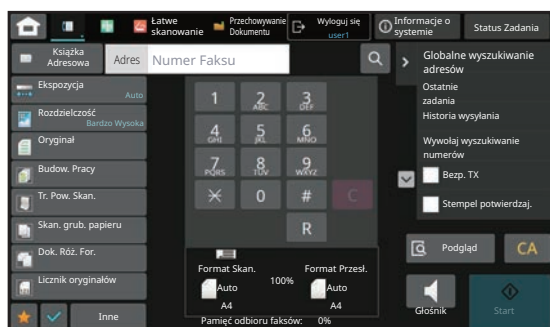 Łatwe skanowanie
Przechowywanie Dokumentu
Wyloguj się
user1
Informacje o systemie
Status Zadania
Książka Adresowa
Adres
Numer Faksu
Globalne wyszukiwanie adresów
Ostatnie zadania
Historia wysyłania
Wywołaj wyszukiwanie numerów
Bezp. TX
Stempel potwierdzaj.
Ekspozycja
Auto
Rozdzielczość
Bardzo Wysoka
Oryginał
Budow. Pracy
Tr. Pow. Skan.
Skan. grub. papieru
Dok. Róż. For.
Licznik oryginałów
Inne
1
2 ABC
3 DEF
4 GHI
5 JKL
6 MNO
7 PQRS
8 TUV
9 WXYZ
0
#
C
R
Format Skan.
Auto
A4
100%
Format Przesł.
Auto
A4
Pamięć odbioru faksów: 0%
Podgląd
CA
Głośnik
Start